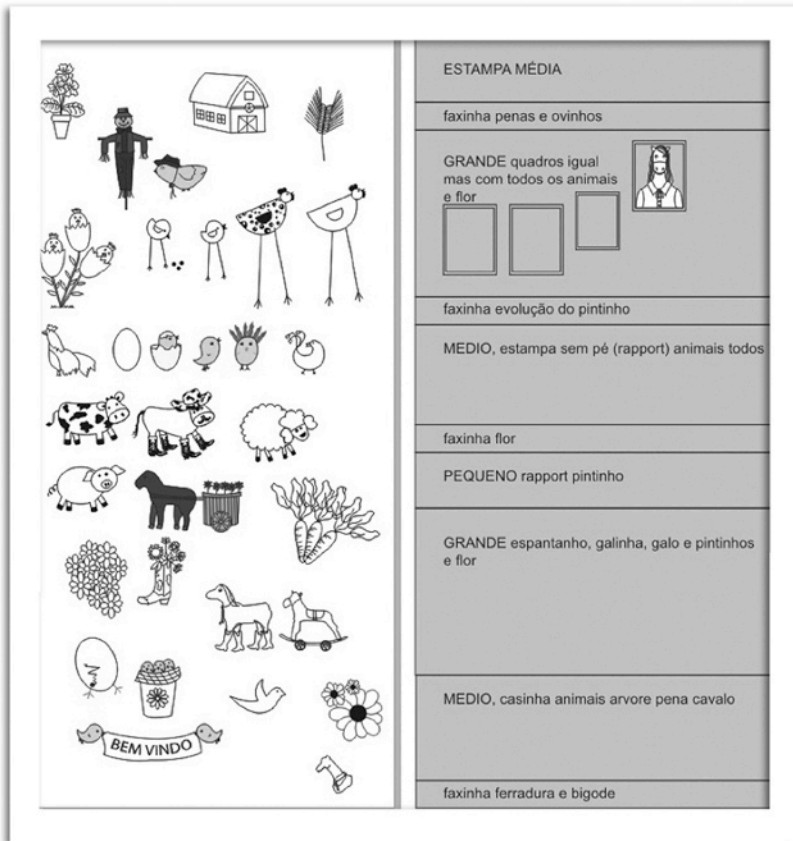 BEM VINDO
ESTAMPA MÉDIA
faxinha penas e ovinhos
GRANDE quadros igual
mas com todos os animais
e flor
faxinha evolução do pintinho
MEDIO, estampa sem pé (rapport) animais todos
faxinha flor
PEQUENO rapport pintinho
GRANDE espantanho, galinha, galo e pintinhos
e flor
MEDIO, casinha animais arvore pena cavalo
faxinha ferradura e bigode